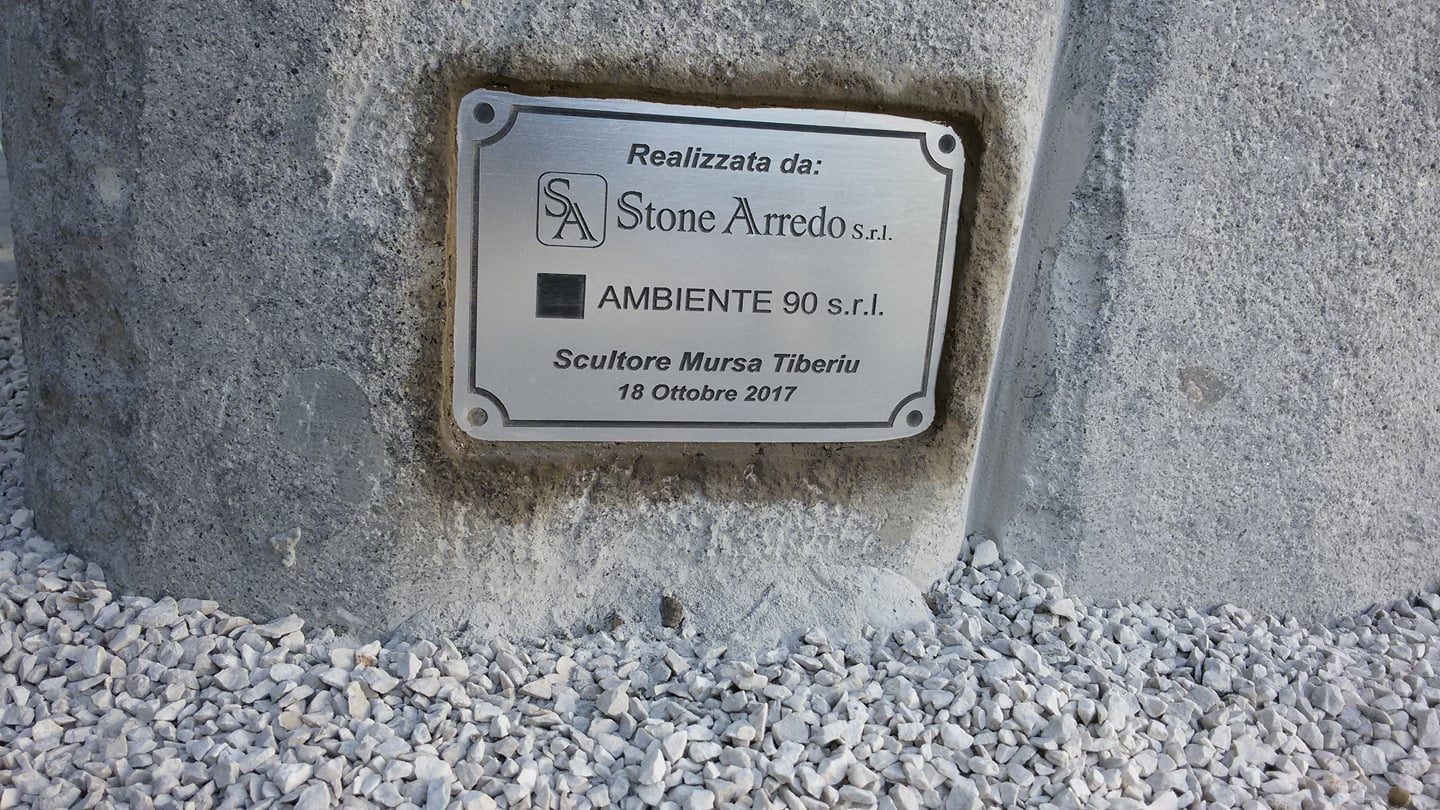 Realizzata da:
SA Stone Arredo S.r.l.
AMBIENTE 90 s.r.l.
Scultore Mursa Tiberiu
18 Ottobre 2017